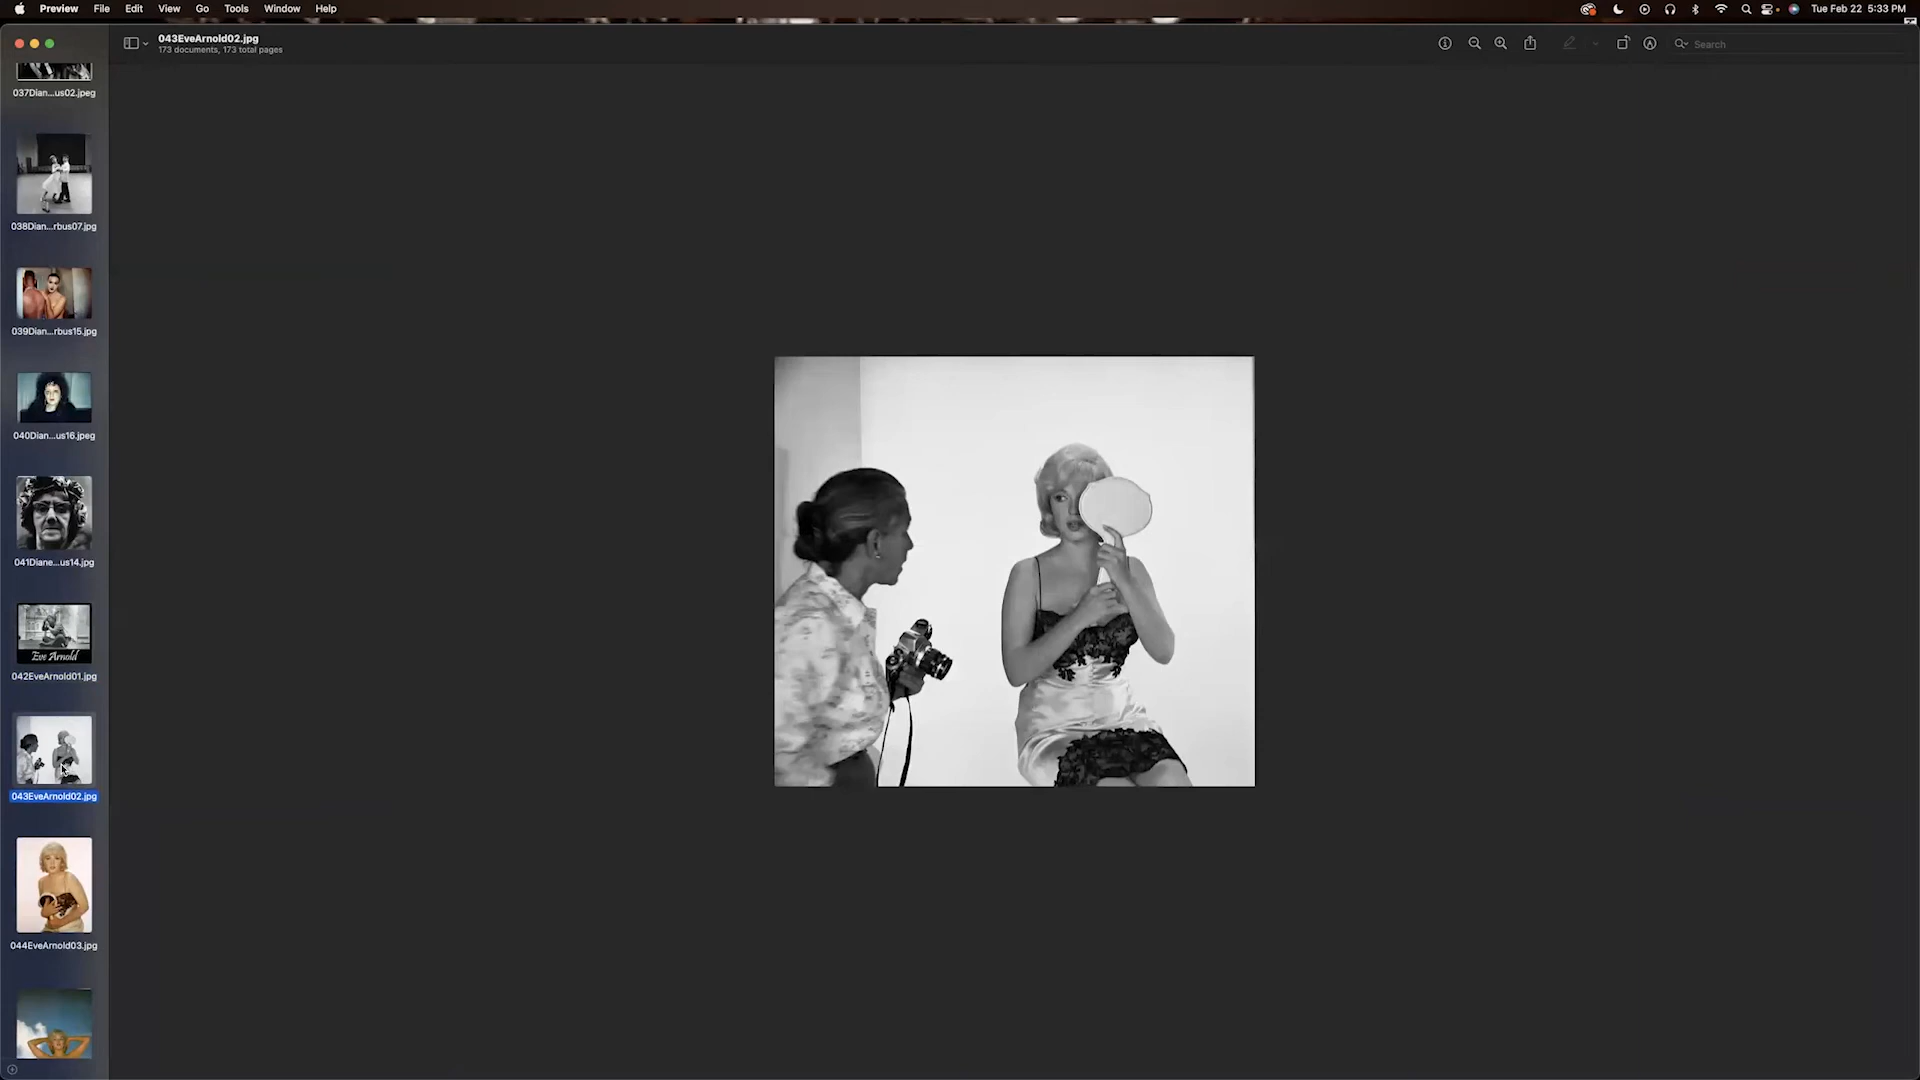 Preview File Edit View Go Tools Window Help
Tue Feb 22 5:33 PM
043EveArnold02.jpg
173 documents, 173 total pages
Search
037Dian...us02.jpeg
038Dian...rbus07.jpg
039Dian...rbus15.jpg
040Dian...us16.jpeg
041Diane...us14.jpg
Eve Arnold
042EveArnold01.jpg
043EveArnold02.jpg
044EveArnold03.jpg